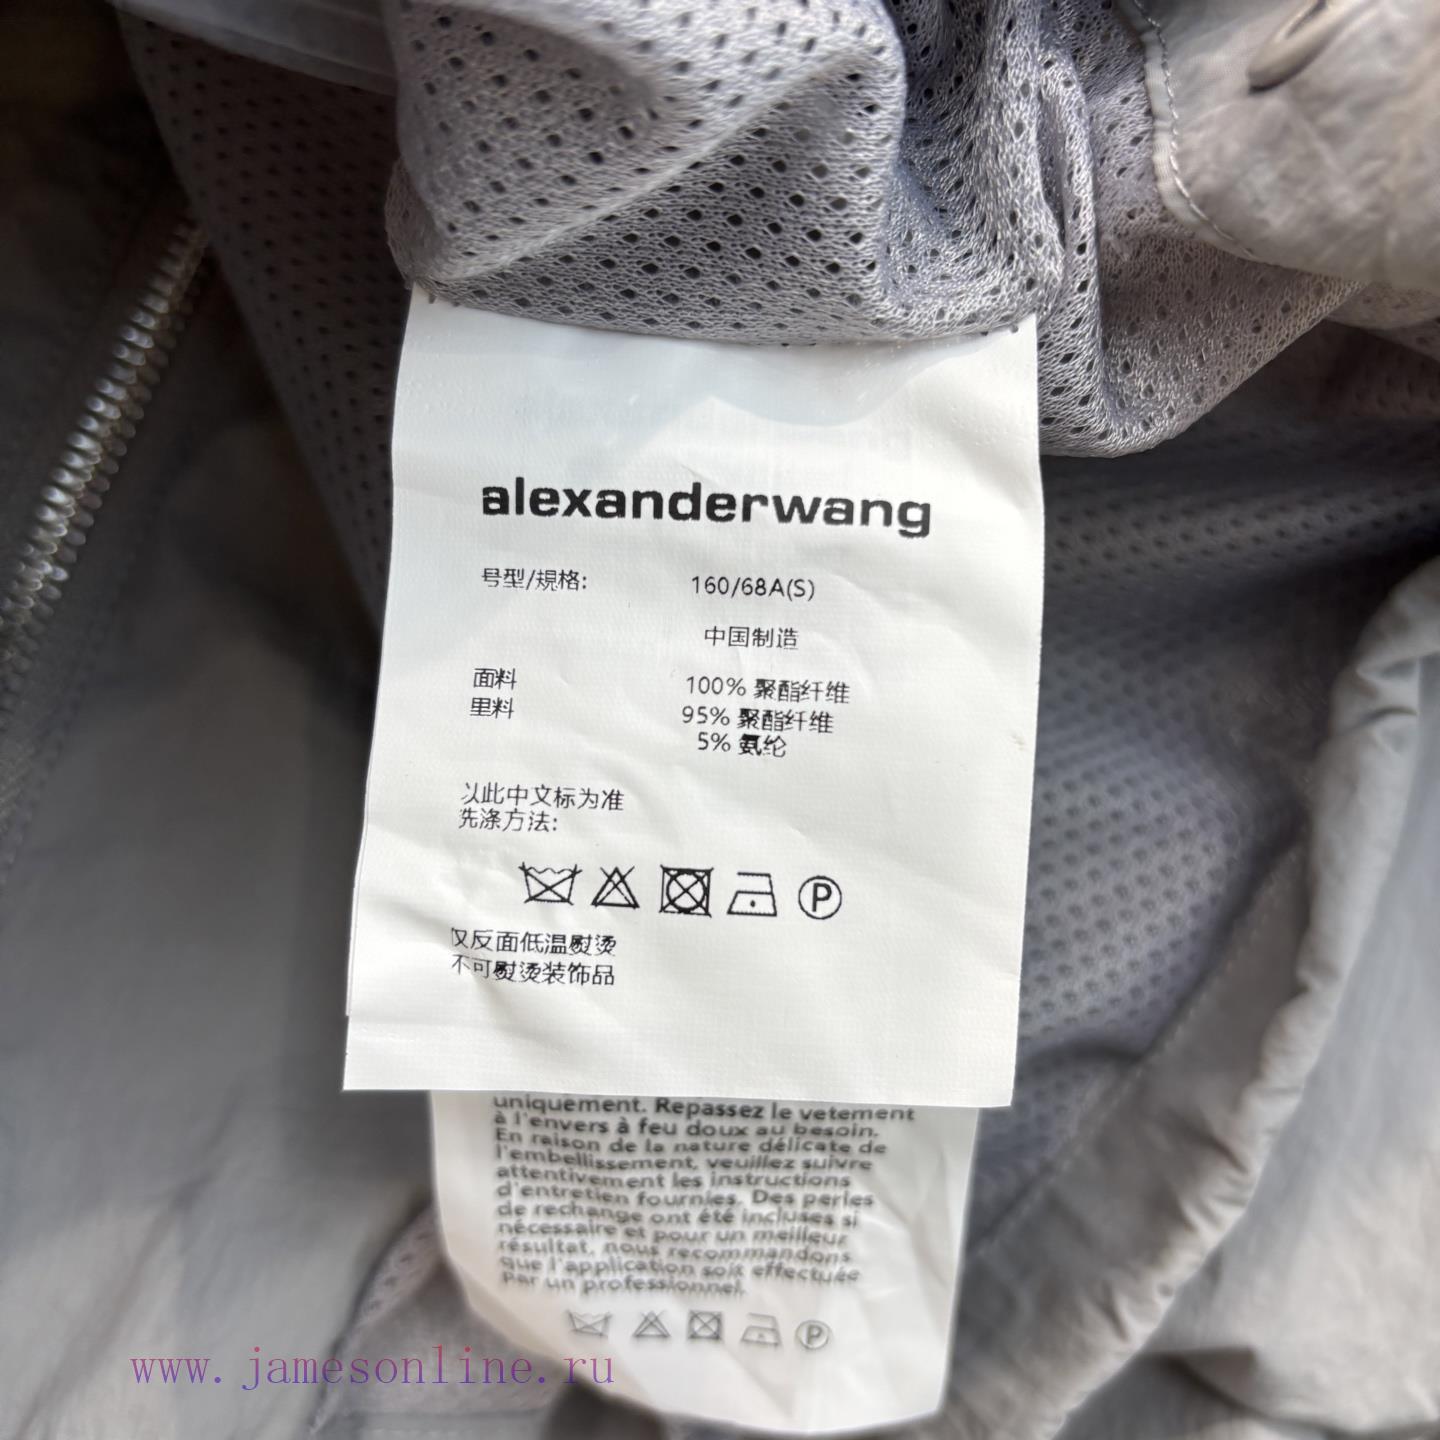 alexanderwang
号型/规格: 160/68A(S)
中国制造
面料 100% 聚酯纤维
里料 95% 聚酯纤维
5% 氨纶
以此中文标为准
洗涤方法:
P
仅反面低温熨烫
不可熨烫装饰品
uniquement. Repassez le vetement
à l'envers à feu doux au besoin.
En raison de la nature délicate de
l'embellissement, veuillez suivre
attentivement les instructions
d'entretien fournies. Des perles
de rechange ont été incluses si
nécessaire et pour un meilleur
résultat, nous recommandons
que l'application soit effectuée
par un professionnel.
P
www.jamesonline.ru